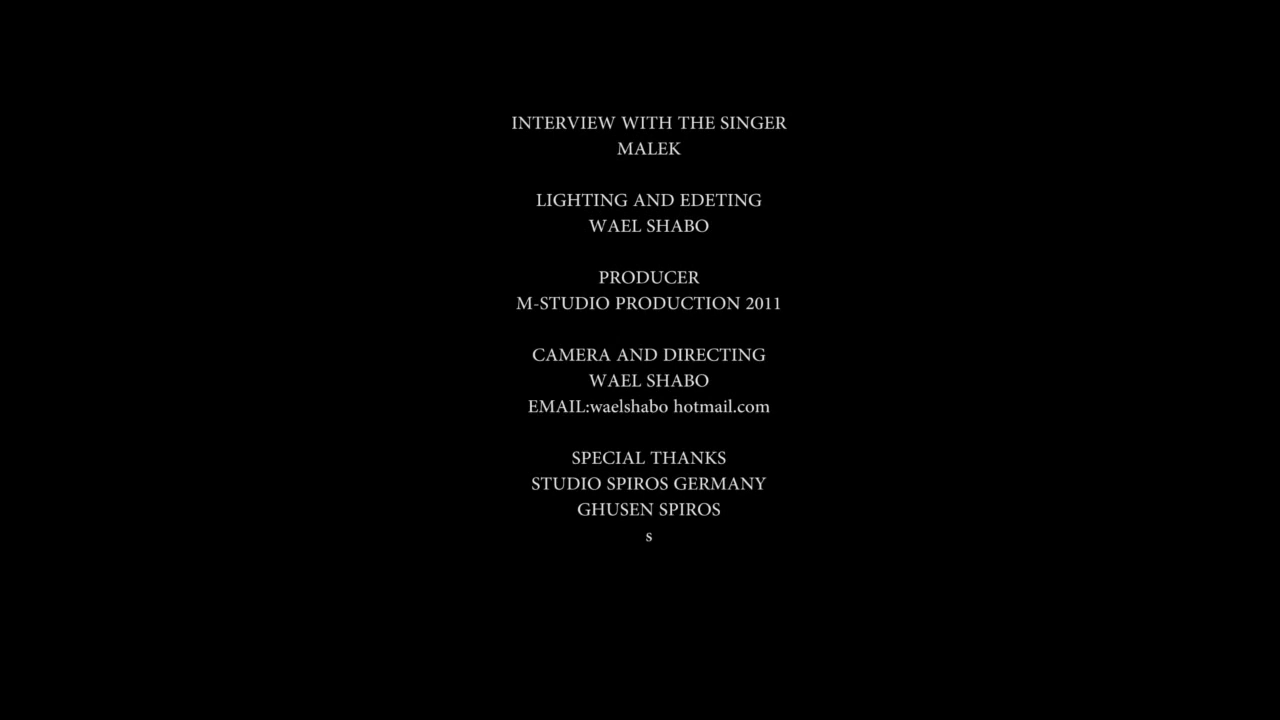 INTERVIEW WITH THE SINGER
MALEK
LIGHTING AND EDETING
WAEL SHABO
PRODUCER
M-STUDIO PRODUCTION 2011
CAMERA AND DIRECTING
WAEL SHABO
EMAIL:waelshabo hotmail.com
SPECIAL THANKS
STUDIO SPIROS GERMANY
GHUSEN SPIROS
s